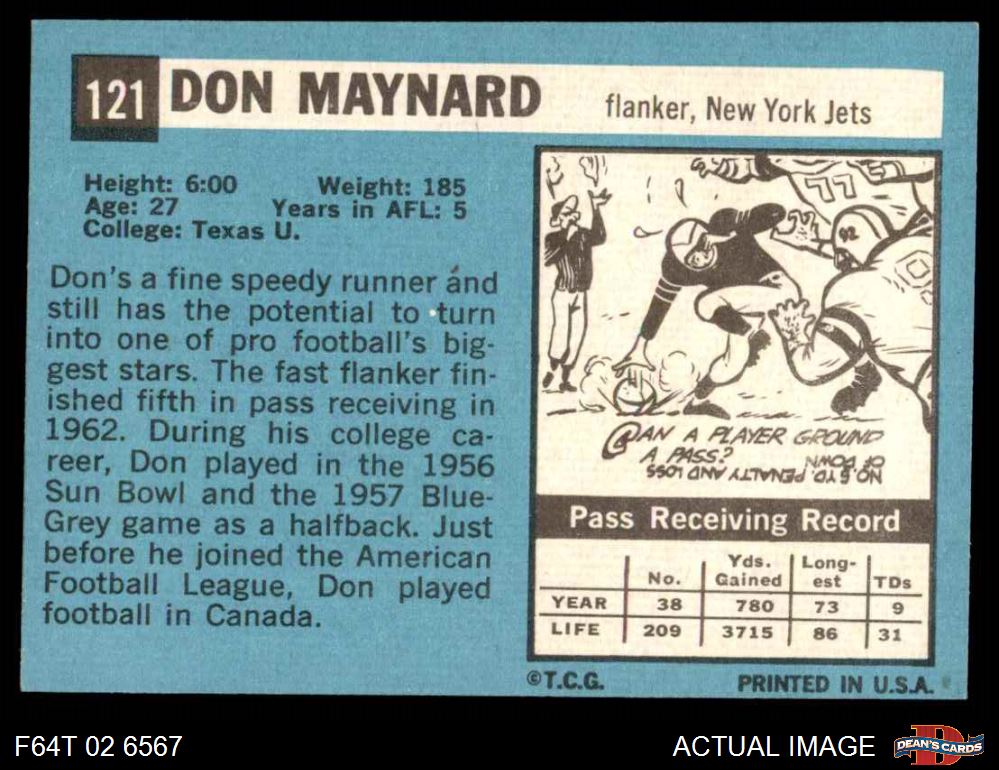 121 DON MAYNARD flanker, New York Jets
Height: 6:00 Weight: 185
Age: 27 Years in AFL: 5
College: Texas U.
Don's a fine speedy runner and
still has the potential to turn
into one of pro football's big-
gest stars. The fast flanker fin-
ished fifth in pass receiving in
1962. During his college ca-
reer, Don played in the 1956
Sun Bowl and the 1957 Blue-
Grey game as a halfback. Just
before he joined the American
Football League, Don played
football in Canada.
77
82
CAN A PLAYER GROUND
A PASS?
NO. 5 YD. PENALTY AND LOSS
OF DOWN
Pass Receiving Record
No. Yds. Gained Long-est TDs
YEAR 38 780 73 9
LIFE 209 3715 86 31
©T.C.G. PRINTED IN U.S.A.
F64T 02 6567 ACTUAL IMAGE D DEAN'S CARDS